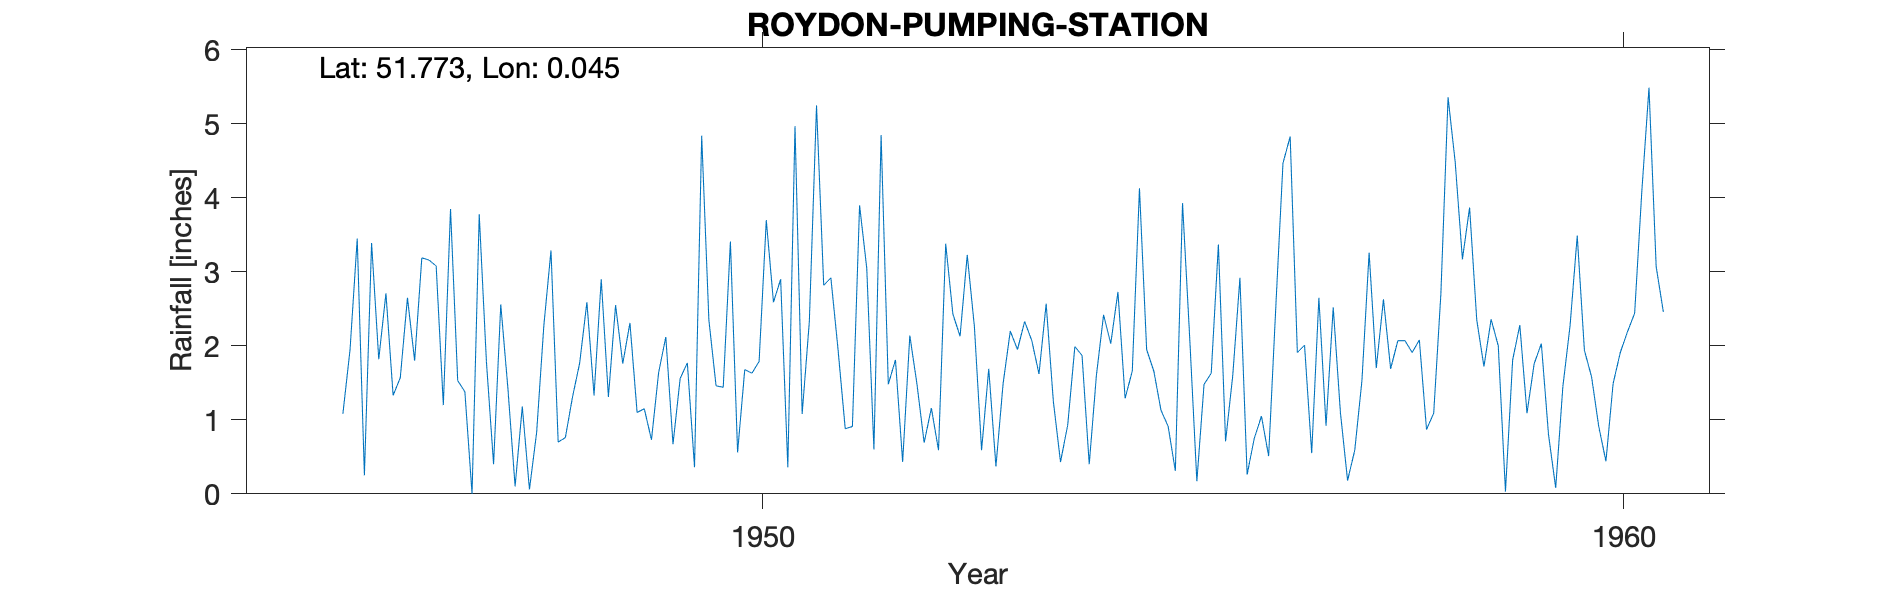 ROYDON-PUMPING-STATION
Lat: 51.773, Lon: 0.045
6
5
4
3
2
1
0
Rainfall [inches]
1950
1960
Year